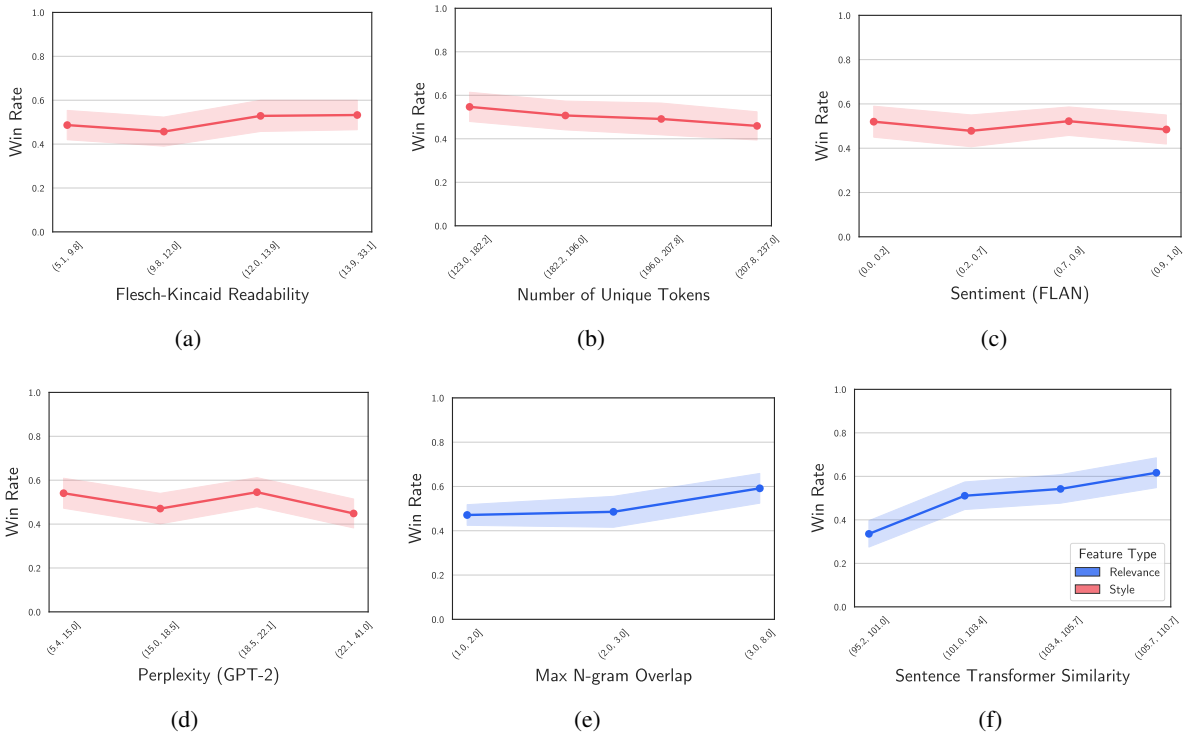 1.0
0.8
0.6
0.4
0.2
0.0
Win Rate
(5.1, 9.8]
(9.8, 12.0]
(12.0, 13.9]
(13.9, 33.1]
Flesch-Kincaid Readability
(a)
1.0
0.8
0.6
0.4
0.2
0.0
Win Rate
(123.0, 182.2]
(182.2, 196.0]
(196.0, 207.8]
(207.8, 237.0]
Number of Unique Tokens
(b)
1.0
0.8
0.6
0.4
0.2
0.0
Win Rate
(0.0, 0.2]
(0.2, 0.7]
(0.7, 0.9]
(0.9, 1.0]
Sentiment (FLAN)
(c)
1.0
0.8
0.6
0.4
0.2
0.0
Win Rate
(5.4, 15.0]
(15.0, 18.5]
(18.5, 22.1]
(22.1, 41.0]
Perplexity (GPT-2)
(d)
1.0
0.8
0.6
0.4
0.2
0.0
Win Rate
(1.0, 2.0]
(2.0, 3.0]
(3.0, 8.0]
Max N-gram Overlap
(e)
1.0
0.8
0.6
0.4
0.2
0.0
Win Rate
Feature Type
Relevance
Style
(95.2, 101.0]
(101.0, 103.4]
(103.4, 105.7]
(105.7, 110.7]
Sentence Transformer Similarity
(f)